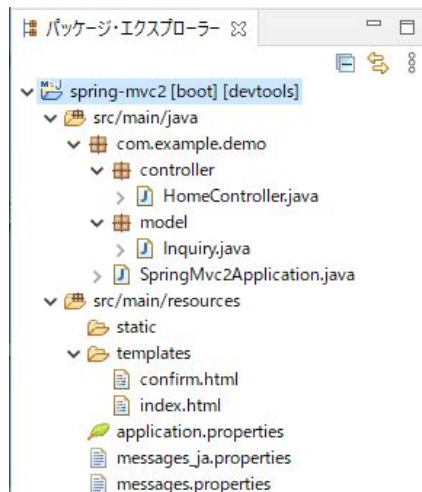 パッケージ・エクスプローラー
spring-mvc2 [boot] [devtools]
src/main/java
com.example.demo
controller
HomeController.java
model
Inquiry.java
SpringMvc2Application.java
src/main/resources
static
templates
confirm.html
index.html
application.properties
messages_ja.properties
messages.properties